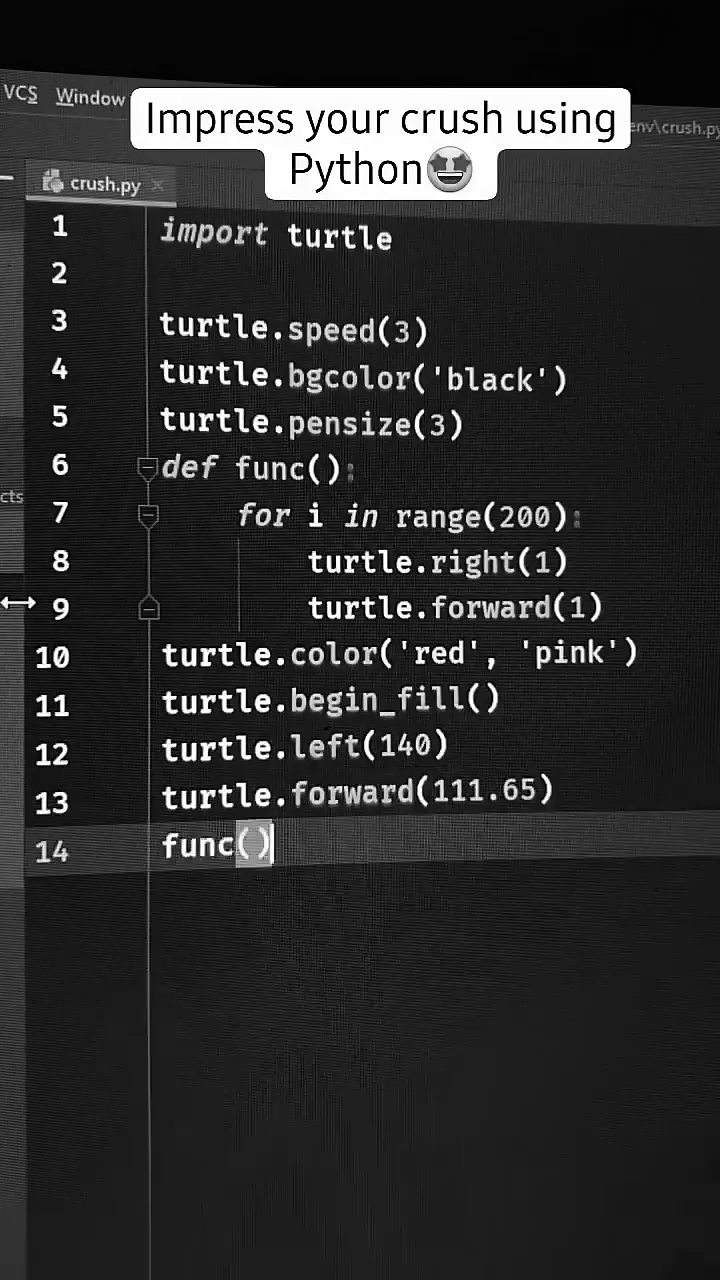 VCS Window
env\crush.py
Impress your crush using
Python🤩
crush.py
1 import turtle
2
3 turtle.speed(3)
4 turtle.bgcolor('black')
5 turtle.pensize(3)
6 def func():
7 for i in range(200):
8 turtle.right(1)
9 turtle.forward(1)
10 turtle.color('red', 'pink')
11 turtle.begin_fill()
12 turtle.left(140)
13 turtle.forward(111.65)
14 func()
cts